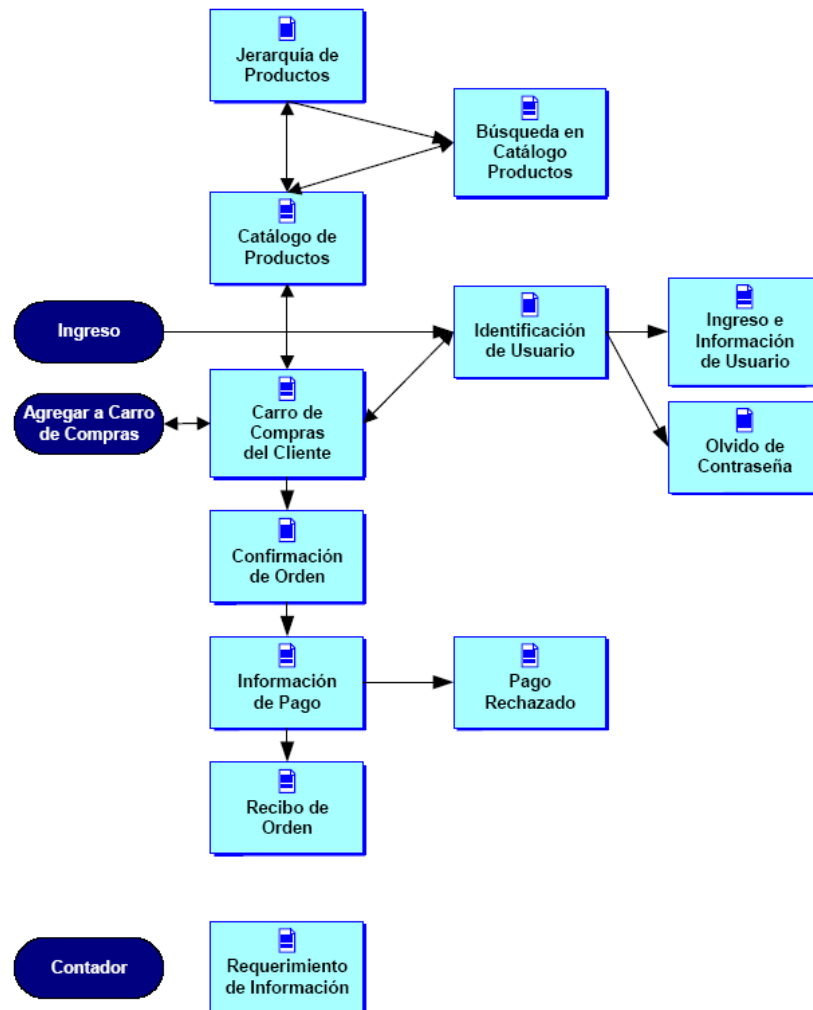 Jerarquía de
Productos
Búsqueda en
Catálogo
Productos
Catálogo de
Productos
Ingreso
Identificación
de Usuario
Ingreso e
Información
de Usuario
Agregar a Carro
de Compras
Carro de
Compras
del Cliente
Olvido de
Contraseña
Confirmación
de Orden
Información
de Pago
Pago
Rechazado
Recibo de
Orden
Contador
Requerimiento
de Información